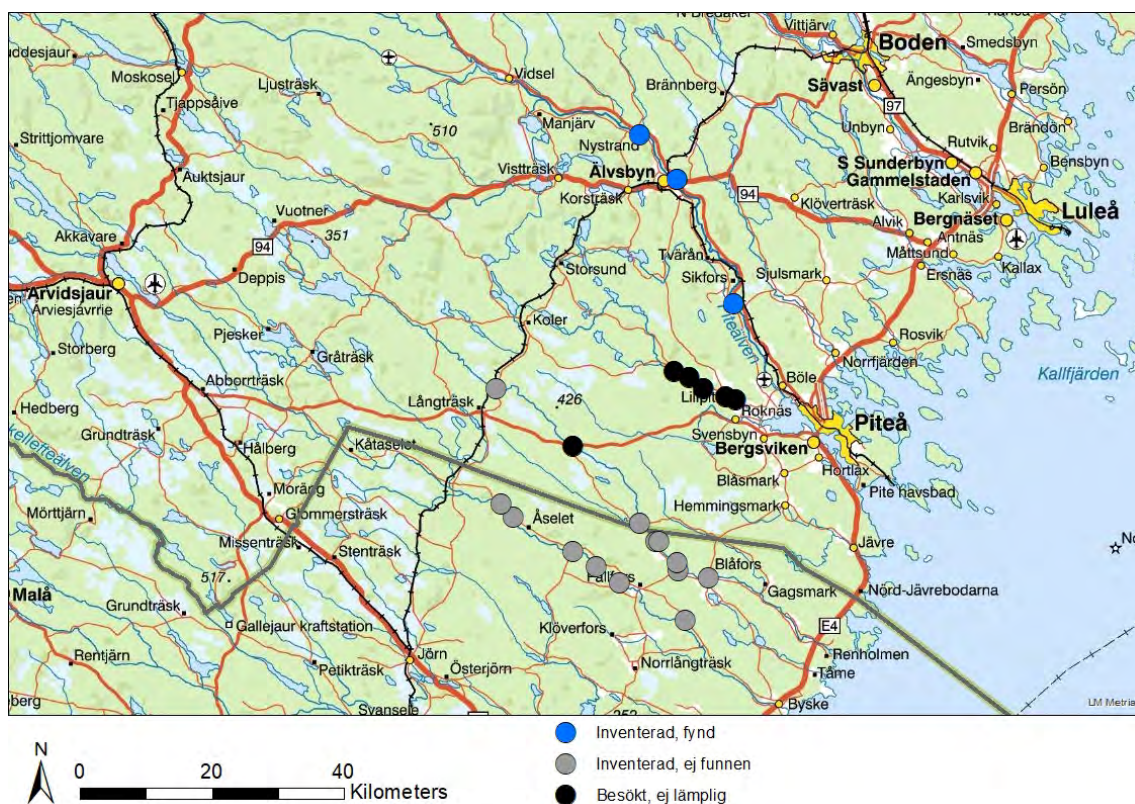 Vittjärv
Boden
Smedsbyn
Moskosel
Ljusträsk
Vidsel
Brännberg
Sävast
Ängesbyn
Persön
Tjappsåive
510
Manjärv
97
Unbyn
Brändön
Strittjomvare
Nystrand
Rutvik
Auktsjaur
Vistträsk
Älvsbyn
S Sunderbyn
Bensbyn
Gammelstaden
Korsträsk
94
Klöverträsk
Karlsvik
Luleå
Vuotner
Bergnäset
Alvik
Antnäs
Akkavare
94
351
Måttsund
Kallax
Deppis
Storsund
Tvärån
Sikfors
Sjulsmark
Ersnäs
Arvidsjaur
Arviesjávrrie
Koler
Pjesker
Rosvik
Storberg
Gråträsk
Norrfjärden
Kallfjärden
Abborrträsk
Böle
Hedberg
Långträsk
426
Roknäs
Piteå
Grundträsk
Svensbyn
Hålberg
Kåtaselet
Bergsviken
Hortlax
Blåsmark
Pite havsbad
Moräng
Hemmingsmark
Mörttjärn
Glommersträsk
Åselet
Jävre
Missenträsk
Stenträsk
Blåfors
517
Fällfors
Gagsmark
Malå
Nord-Jävrebodarna
Grundträsk
Gallejaur kraftstation
Klöverfors
E4
Rentjärn
Jörn
Renholmen
Petikträsk
Österjörn
Norrlångträsk
Tåme
Byske
LM Metria
N
0 20 40
Kilometers
Inventerad, fynd
Inventerad, ej funnen
Besökt, ej lämplig